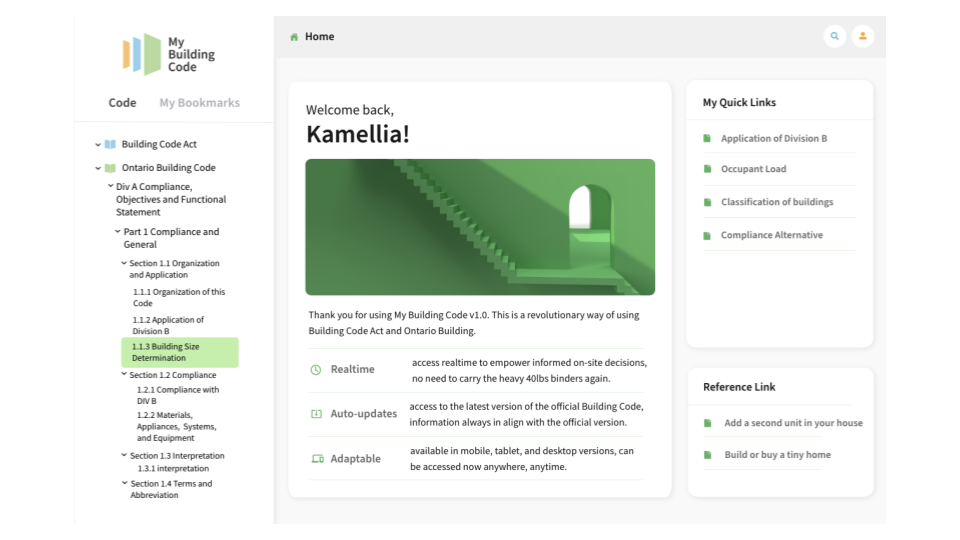 My
Building
Code
Code My Bookmarks
Building Code Act
Ontario Building Code
Div A Compliance,
Objectives and Functional
Statement
Part 1 Compliance and
General
Section 1.1 Organization
and Application
1.1.1 Organization of this
Code
1.1.2 Application of
Division B
1.1.3 Building Size
Determination
Section 1.2 Compliance
1.2.1 Compliance with
DIV B
1.2.2 Materials,
Appliances, Systems,
and Equipment
Section 1.3 Interpretation
1.3.1 interpretation
Section 1.4 Terms and
Abbreviation
Home
Welcome back,
Kamellia!
Thank you for using My Building Code v1.0. This is a revolutionary way of using
Building Code Act and Ontario Building.
Realtime
access realtime to empower informed on-site decisions,
no need to carry the heavy 40lbs binders again.
Auto-updates
access to the latest version of the official Building Code,
information always in align with the official version.
Adaptable
available in mobile, tablet, and desktop versions, can
be accessed now anywhere, anytime.
My Quick Links
Application of Division B
Occupant Load
Classification of buildings
Compliance Alternative
Reference Link
Add a second unit in your house
Build or buy a tiny home